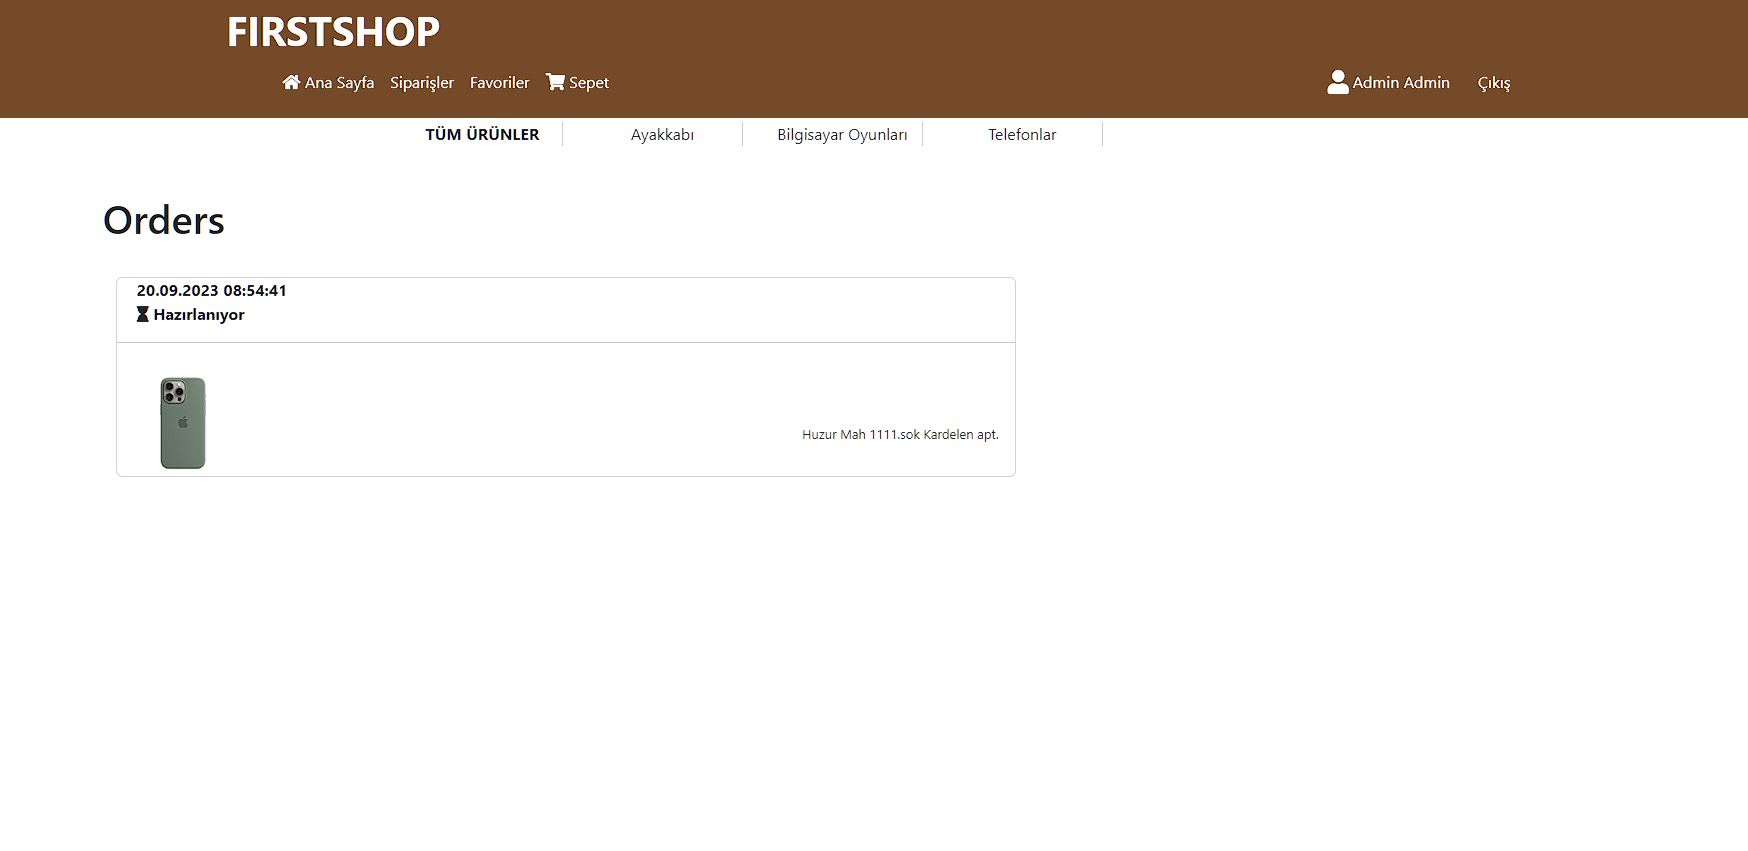 FIRSTSHOP
Ana Sayfa Siparişler Favoriler Sepet Admin Admin Çıkış
TÜM ÜRÜNLER Ayakkabı Bilgisayar Oyunları Telefonlar
Orders
20.09.2023 08:54:41
Hazırlanıyor
Huzur Mah 1111.sok Kardelen apt.